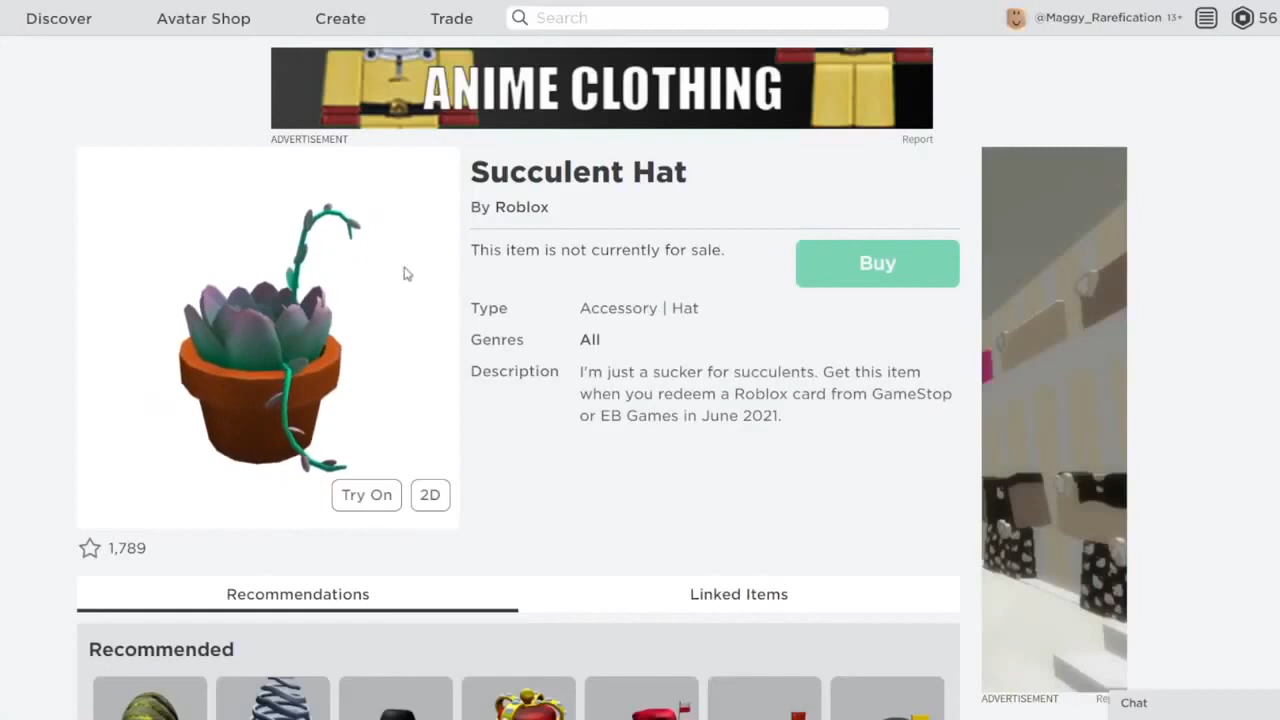 Discover Avatar Shop Create Trade Search @Maggy_Rarefication 13+ 56
ANIME CLOTHING
ADVERTISEMENT Report
Succulent Hat
By Roblox
This item is not currently for sale.
Buy
Type Accessory | Hat
Genres All
Description I'm just a sucker for succulents. Get this item
when you redeem a Roblox card from GameStop
or EB Games in June 2021.
Try On 2D
1,789
Recommendations Linked Items
Recommended
ADVERTISEMENT Re
Chat